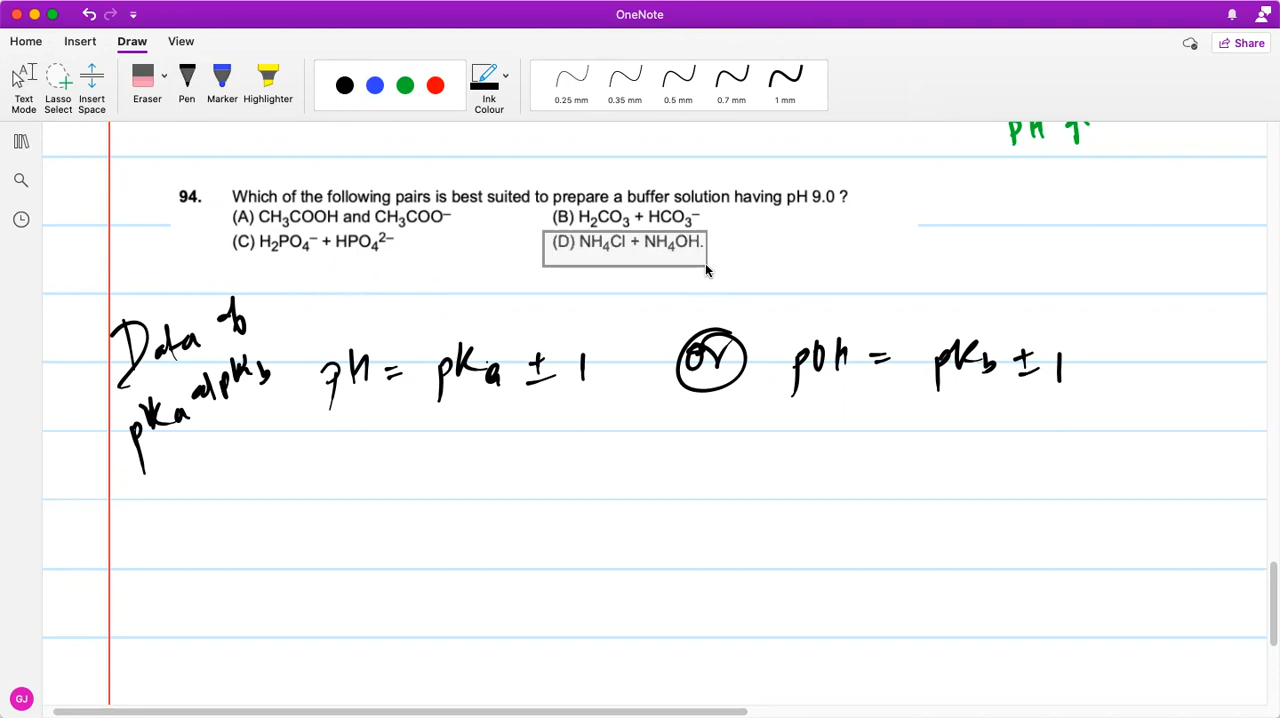 OneNote
Home Insert Draw View
Share
Text Mode
Lasso Select
Insert Space
Eraser
Pen
Marker
Highlighter
Ink Colour
0.25 mm 0.35 mm 0.5 mm 0.7 mm 1 mm
pH
94. Which of the following pairs is best suited to prepare a buffer solution having pH 9.0 ?
(A) CH₃COOH and CH₃COO⁻ (B) H₂CO₃ + HCO₃⁻
(C) H₂PO₄⁻ + HPO₄²⁻ (D) NH₄Cl + NH₄OH.
Data of
pKa ad pKb
pH = pKa ± 1 or pOH = pKb ± 1
GJ